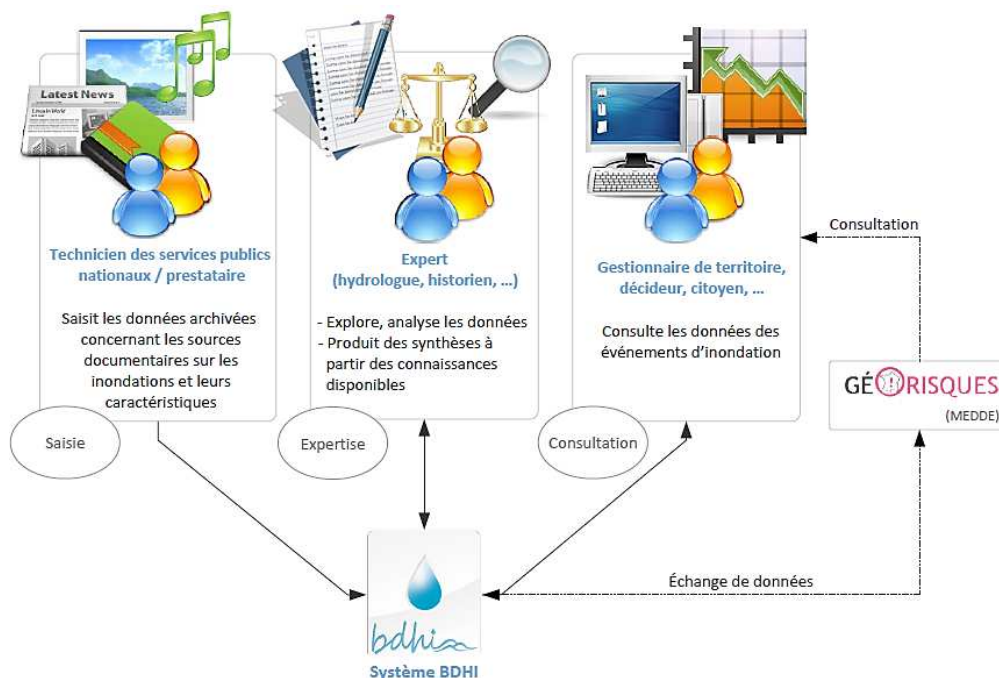 Latest News
Technicien des services publics
nationaux / prestataire
Saisit les données archivées
concernant les sources
documentaires sur les
inondations et leurs
caractéristiques
Saisie
Expert
(hydrologue, historien, ...)
- Explore, analyse les données
- Produit des synthèses à
partir des connaissances
disponibles
Expertise
Gestionnaire de territoire,
décideur, citoyen, ...
Consulte les données des
événements d'inondation
Consultation
Consultation
GÉORISQUES
(MEDDE)
Échange de données
bdhi
Système BDHI